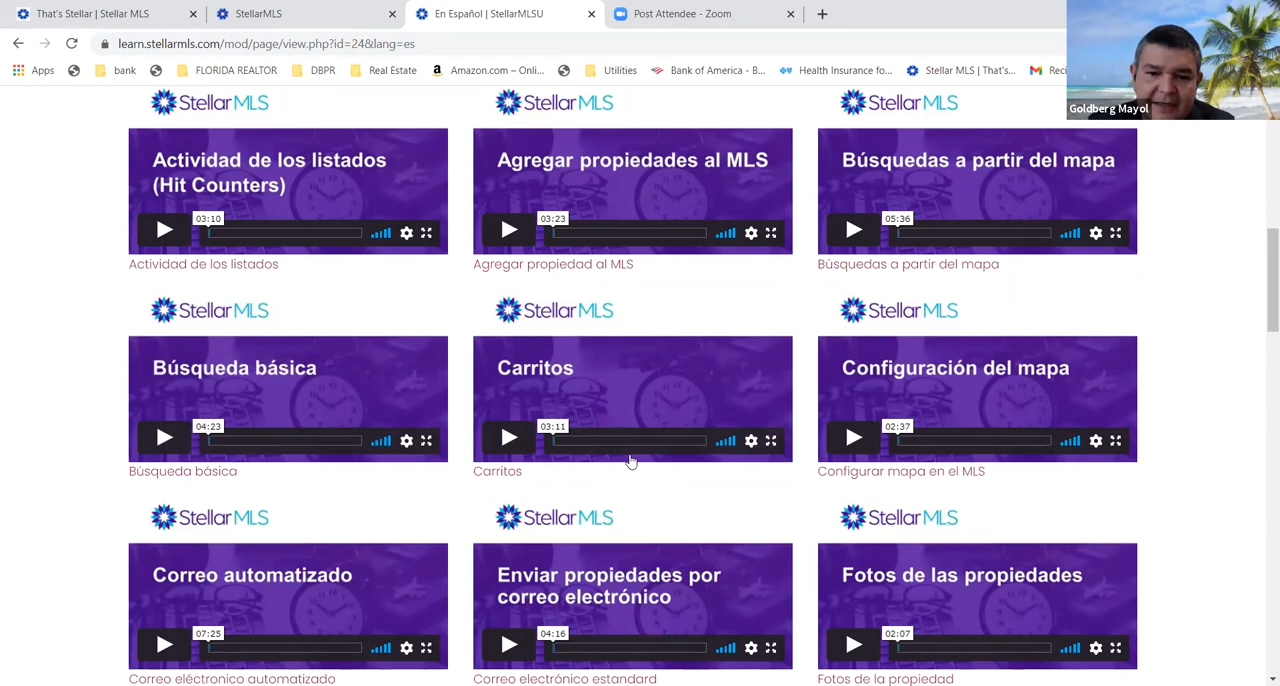 That's Stellar | Stellar MLS
StellarMLS
En Español | StellarMLSU
Post Attendee - Zoom
learn.stellarmls.com/mod/page/view.php?id=24&lang=es
Apps
bank
FLORIDA REALTOR
DBPR
Real Estate
Amazon.com – Onli...
Utilities
Bank of America - B...
Health Insurance fo...
Stellar MLS | That's...
Reci
Goldberg Mayol
StellarMLS
StellarMLS
StellarMLS
Actividad de los listados
(Hit Counters)
03:10
Actividad de los listados
Agregar propiedades al MLS
03:23
Agregar propiedad al MLS
Búsquedas a partir del mapa
05:36
Búsquedas a partir del mapa
StellarMLS
StellarMLS
StellarMLS
Búsqueda básica
04:23
Búsqueda básica
Carritos
03:11
Carritos
Configuración del mapa
02:37
Configurar mapa en el MLS
StellarMLS
StellarMLS
StellarMLS
Correo automatizado
07:25
Correo eléctronico automatizado
Enviar propiedades por
correo electrónico
04:16
Correo electrónico estandard
Fotos de las propiedades
02:07
Fotos de la propiedad